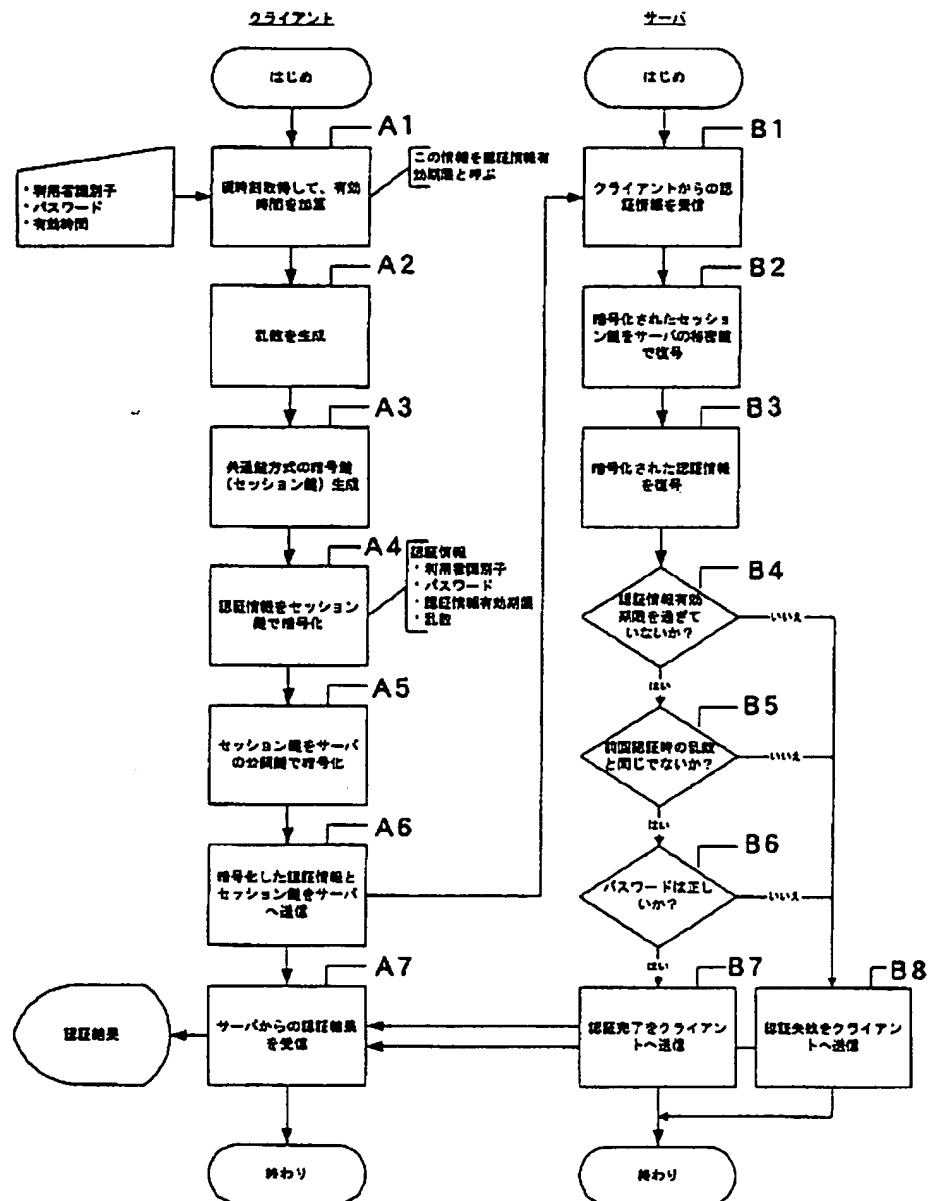 クライアント
はじめ
A1
・利用者識別子
・パスワード
・有効時間
現時刻取得して、有効
時間を加算
この情報を認証情報有
効期限と呼ぶ
A2
乱数を生成
A3
共通鍵方式の暗号鍵
(セッション鍵)生成
A4
認証情報をセッション
鍵で暗号化
認証情報
・利用者識別子
・パスワード
・認証情報有効期限
・乱数
A5
セッション鍵をサーバ
の公開鍵で暗号化
A6
暗号化した認証情報と
セッション鍵をサーバ
へ送信
A7
サーバからの認証結果
を受信
認証結果
終わり
サーバ
はじめ
B1
クライアントからの認
証情報を受信
B2
暗号化されたセッショ
ン鍵をサーバの秘密鍵
で復号
B3
暗号化された認証情報
を復号
B4
認証情報有効
期限を過ぎて
いないか?
いいえ
はい
B5
前回認証時の乱数
と同じでないか?
いいえ
はい
B6
パスワードは正し
いか?
いいえ
はい
B7
認証完了をクライアン
トへ送信
B8
認証失敗をクライアン
トへ送信
終わり